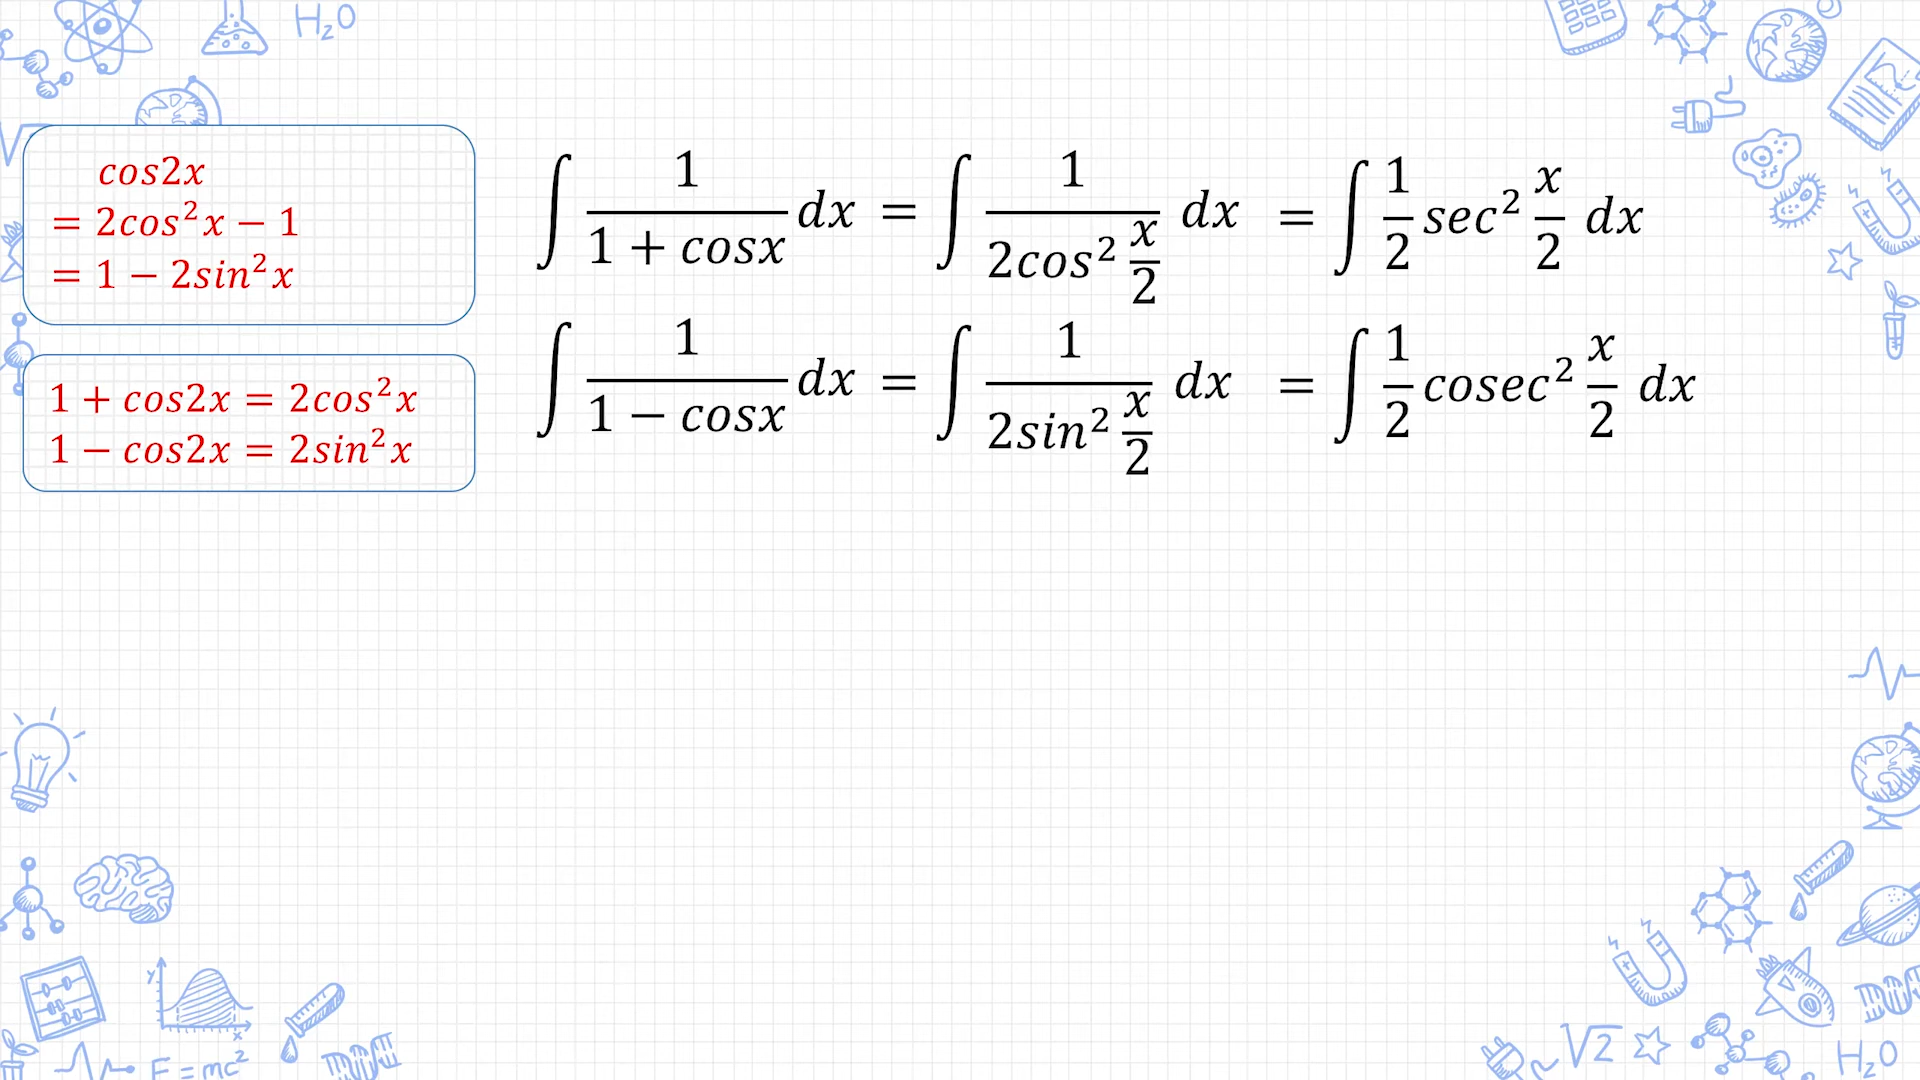 H₂O
cos2x
= 2cos²x − 1
= 1 − 2sin²x
1 + cos2x = 2cos²x
1 − cos2x = 2sin²x
∫ 1/(1 + cosx) dx = ∫ 1/(2cos² x/2) dx = ∫ 1/2 sec² x/2 dx
∫ 1/(1 − cosx) dx = ∫ 1/(2sin² x/2) dx = ∫ 1/2 cosec² x/2 dx
y
x
E = mc²
√2
H₂O